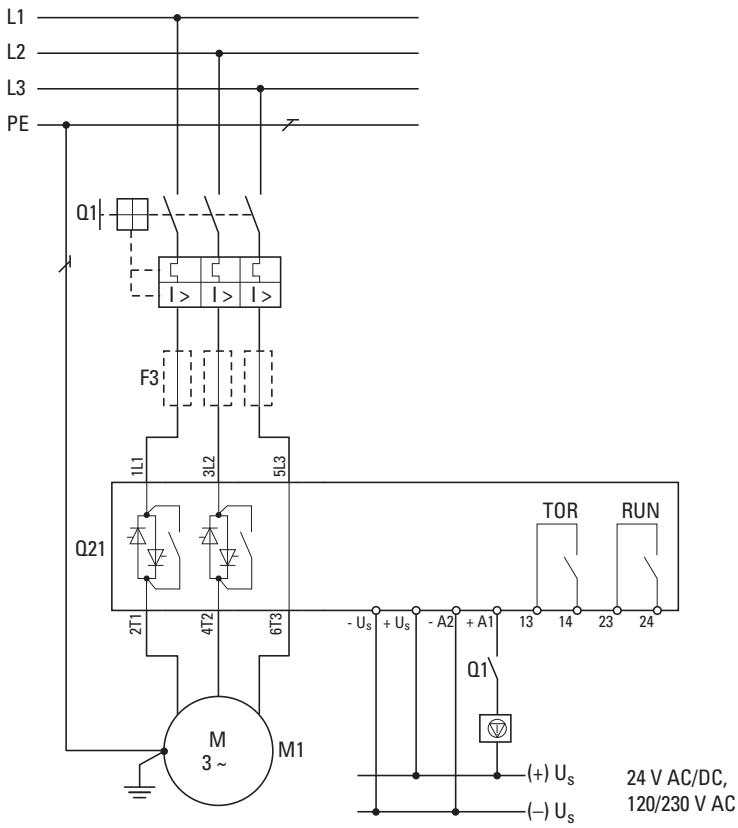 L1
L2
L3
PE
Q1
I > I > I >
F3
1L1 3L2 5L3
TOR RUN
Q21
2T1 4T2 6T3
- Us + Us - A2 + A1 13 14 23 24
Q1
M
3 ~
M1
(+) Us
(–) Us
24 V AC/DC,
120/230 V AC